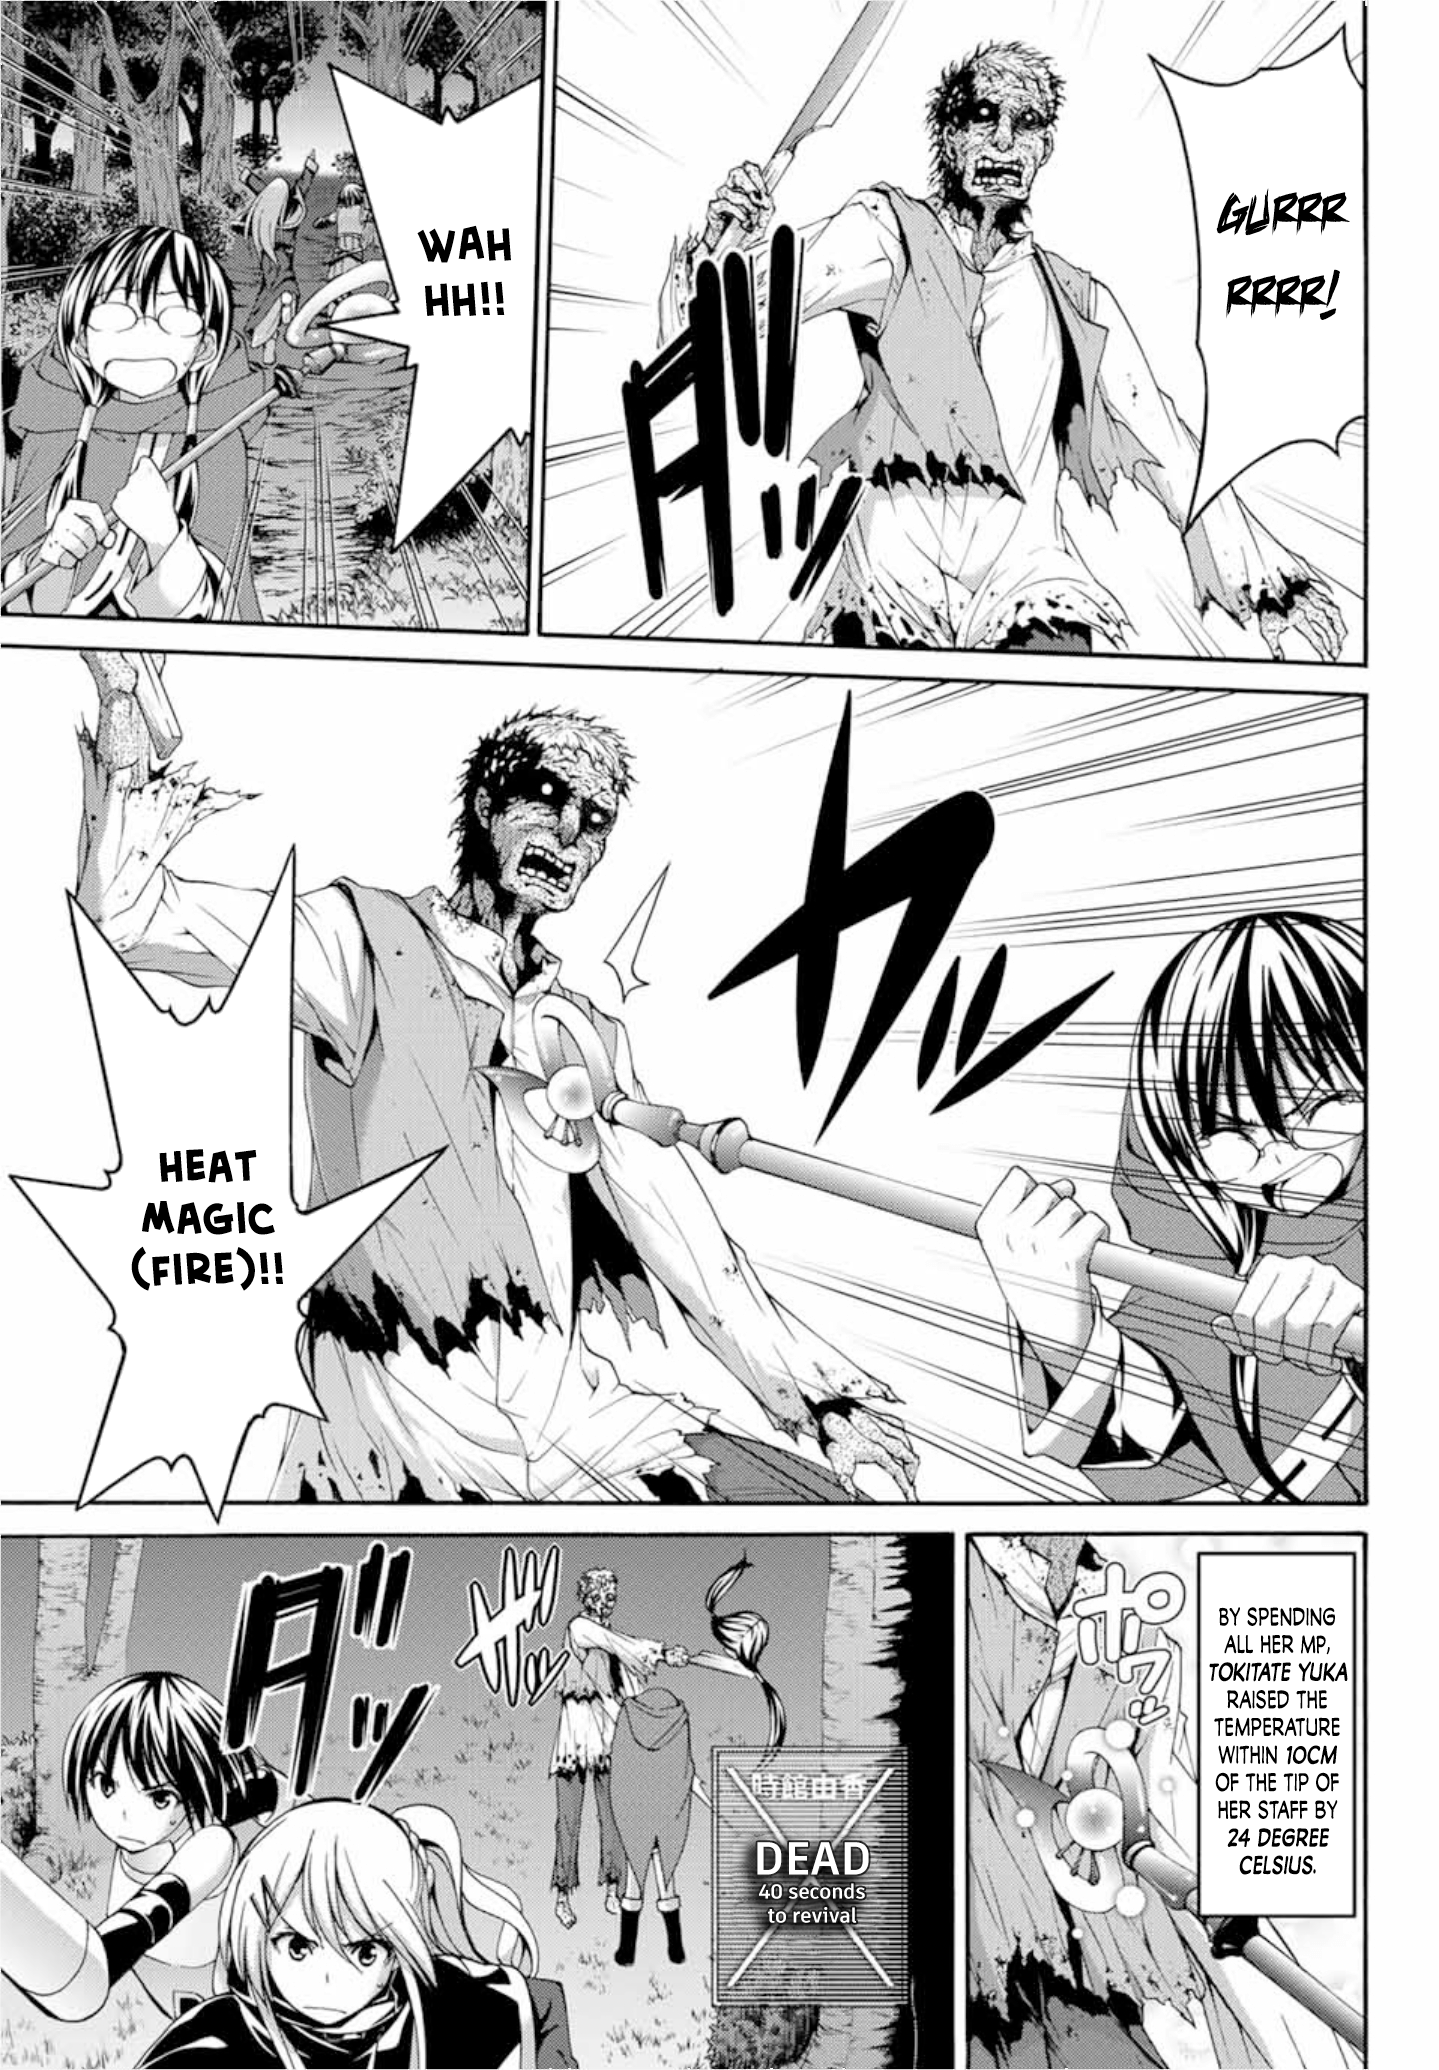 GURRR
RRRR!
ダダッ
WAH
HH!!
カッ
HEAT
MAGIC
(FIRE)!!
BY SPENDING
ALL HER MP,
TOKITATE YUKA
RAISED THE
TEMPERATURE
WITHIN 10CM
OF THE TIP OF
HER STAFF BY
24 DEGREE
CELSIUS.
ポワッ
ダッ
時館由香
DEAD
40 seconds
to revival